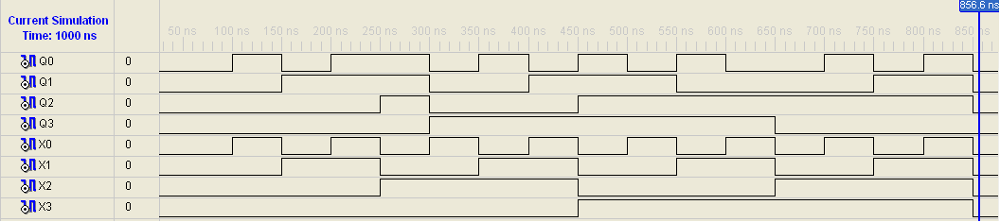 856.6 ns
Current Simulation
Time: 1000 ns
50 ns 100 ns 150 ns 200 ns 250 ns 300 ns 350 ns 400 ns 450 ns 500 ns 550 ns 600 ns 650 ns 700 ns 750 ns 800 ns 850
Q0 0
Q1 0
Q2 0
Q3 0
X0 0
X1 0
X2 0
X3 0